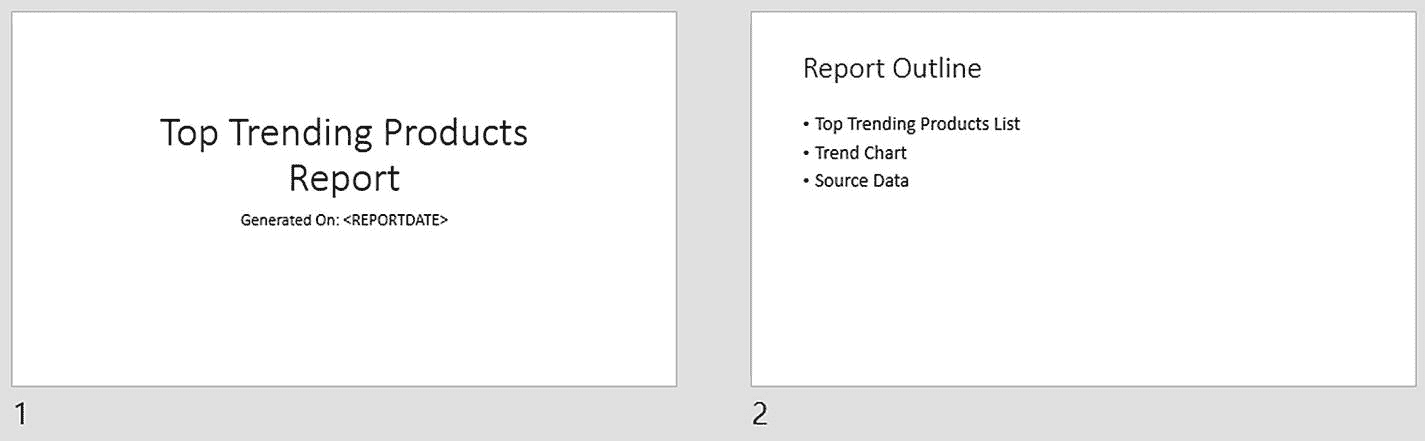 Top Trending Products
Report
Generated On: <REPORTDATE>
1
Report Outline
• Top Trending Products List
• Trend Chart
• Source Data
2